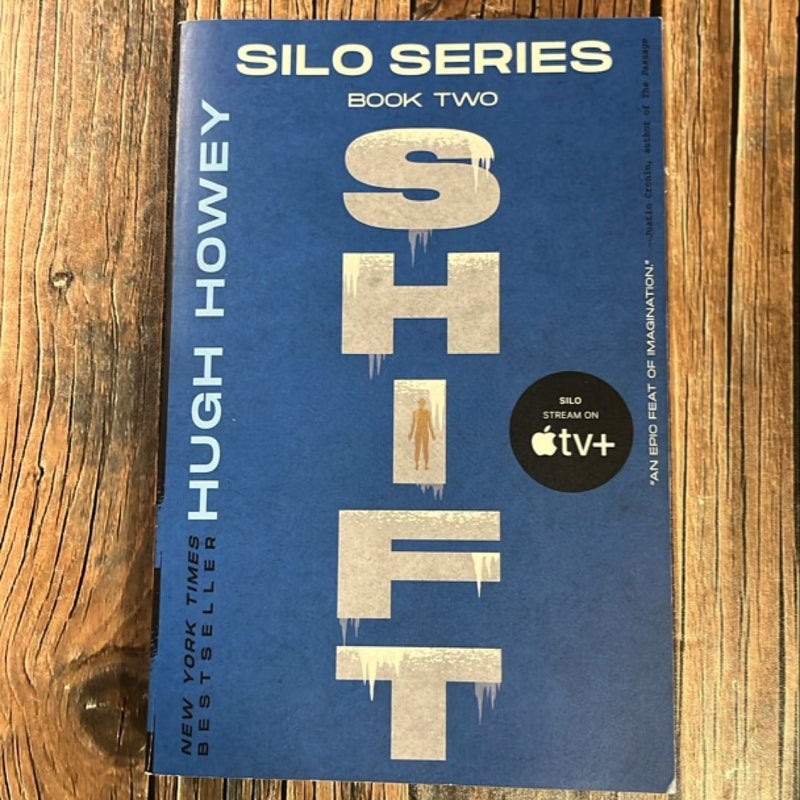 SILO SERIES
BOOK TWO
SHIFT
HUGH HOWEY
NEW YORK TIMES
BESTSELLER
"AN EPIC FEAT OF IMAGINATION."
—Justin Cronin, author of The Passage
SILO
STREAM ON
tv+